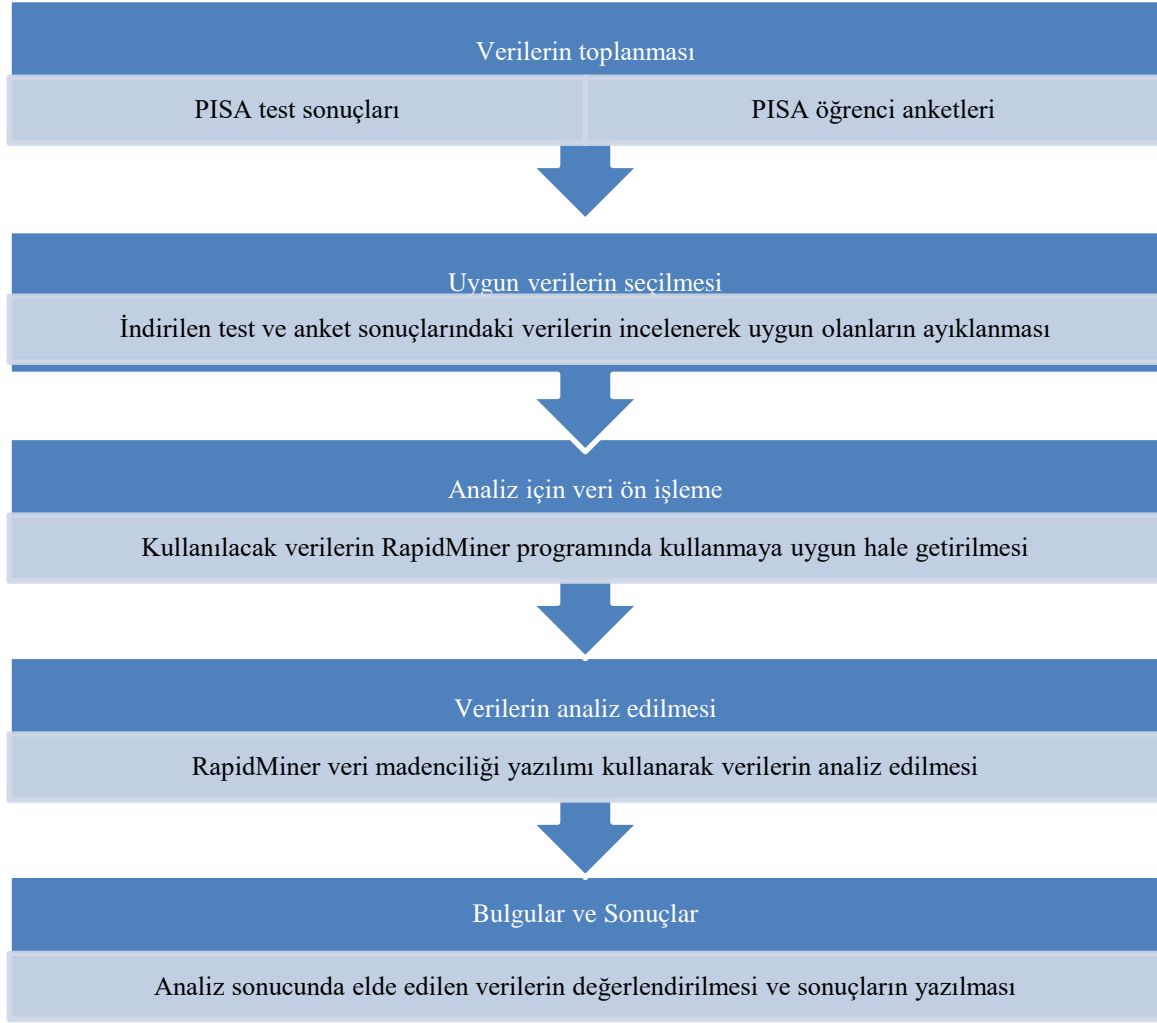 Verilerin toplanması
PISA test sonuçları
PISA öğrenci anketleri
Uygun verilerin seçilmesi
İndirilen test ve anket sonuçlarındaki verilerin incelenerek uygun olanların ayıklanması
Analiz için veri ön işleme
Kullanılacak verilerin RapidMiner programında kullanmaya uygun hale getirilmesi
Verilerin analiz edilmesi
RapidMiner veri madenciliği yazılımı kullanarak verilerin analiz edilmesi
Bulgular ve Sonuçlar
Analiz sonucunda elde edilen verilerin değerlendirilmesi ve sonuçların yazılması